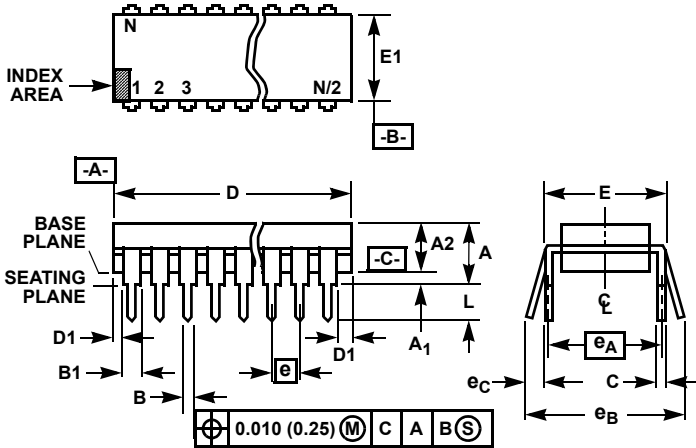 N
E1
INDEX
AREA
1 2 3 N/2
-B-
-A-
D
E
BASE
PLANE
A2
A
-C-
SEATING
PLANE
L
CL
D1
A1
D1
eA
B1
e
eC
C
B
eB
0.010 (0.25) M C A B S